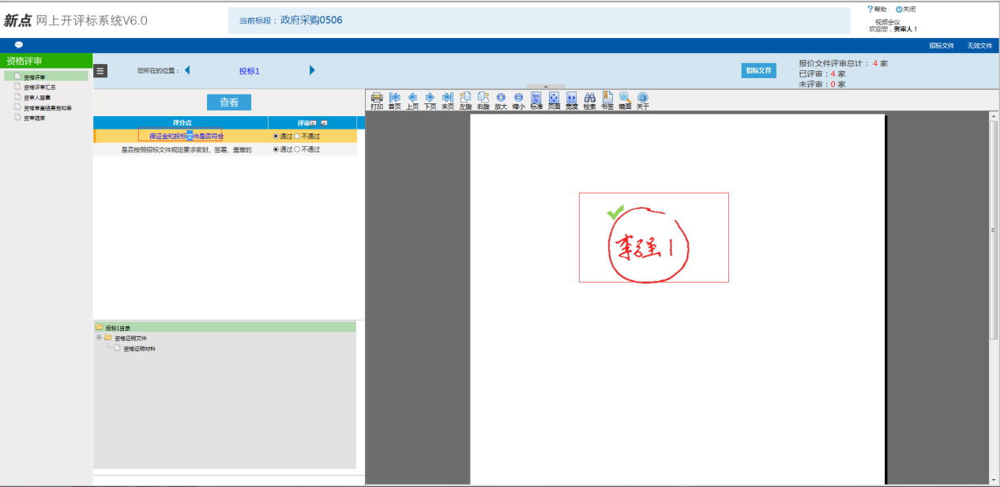 新点 网上开评标系统V6.0
当前标段：政府采购0506
帮助 关闭
视频会议
欢迎您，资审人！
招标文件 无效文件
资格评审
资格评审
资格评审汇总
资审人签章
资格审查结果告知单
资审结束
您所在的位置： 投标1
招标文件
报价文件评审总计：4 家
已评审：4 家
未评审：0 家
查看
评分点 评审
保证金和投标文件是否符合 通过 不通过
是否按照招标文件规定要求密封、签署、盖章的 通过 不通过
打印 首页 上页 下页 末页 左旋 右旋 放大 缩小 标准 页面 宽度 检索 书签 镜面 关于
李强1
投标1目录
资格证明文件
资格证明材料